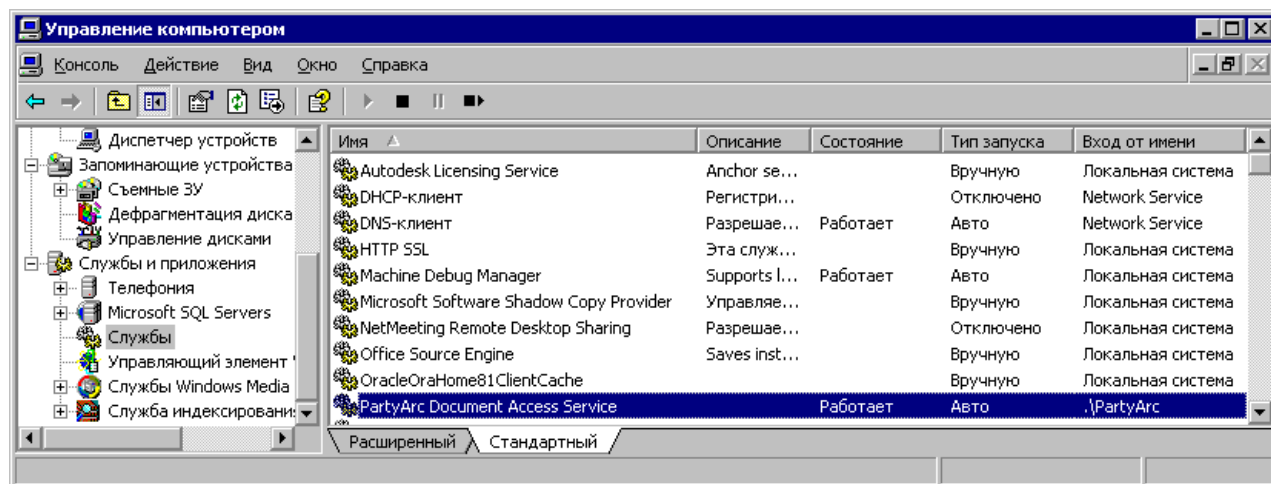 Управление компьютером
Консоль Действие Вид Окно Справка
Диспетчер устройств
Запоминающие устройства
Съемные ЗУ
Дефрагментация диска
Управление дисками
Службы и приложения
Телефония
Microsoft SQL Servers
Службы
Управляющий элемент
Службы Windows Media
Служба индексировани
Имя Описание Состояние Тип запуска Вход от имени
Autodesk Licensing Service Anchor se... Вручную Локальная система
DHCP-клиент Регистри... Отключено Network Service
DNS-клиент Разрешае... Работает Авто Network Service
HTTP SSL Эта служ... Вручную Локальная система
Machine Debug Manager Supports l... Работает Авто Локальная система
Microsoft Software Shadow Copy Provider Управляе... Вручную Локальная система
NetMeeting Remote Desktop Sharing Разрешае... Отключено Локальная система
Office Source Engine Saves inst... Вручную Локальная система
OracleOraHome81ClientCache Вручную Локальная система
PartyArc Document Access Service Работает Авто .\PartyArc
Расширенный Стандартный